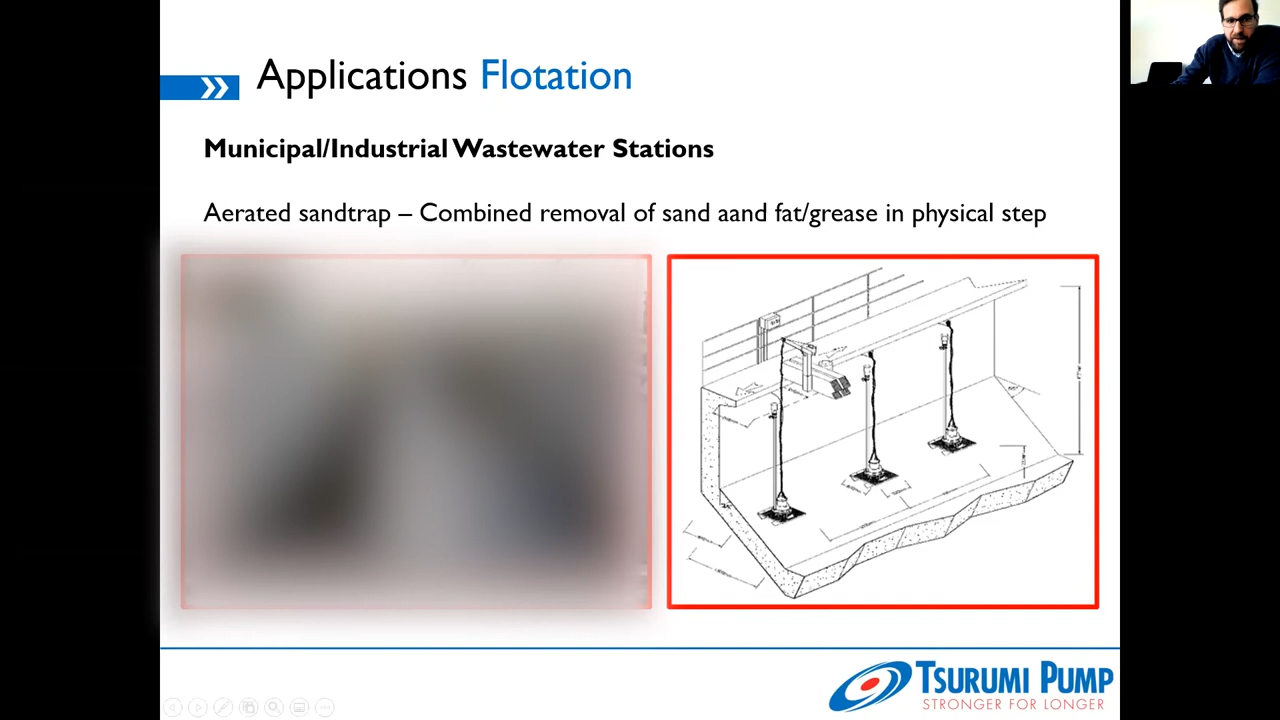 Applications Flotation
Municipal/Industrial Wastewater Stations
Aerated sandtrap – Combined removal of sand aand fat/grease in physical step
TSURUMI PUMP
STRONGER FOR LONGER